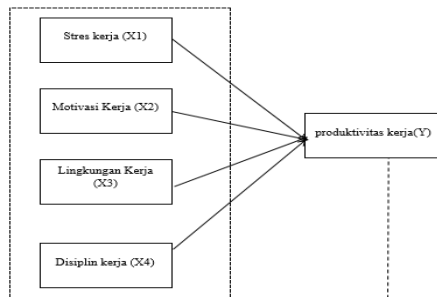 Stres kerja (X1)
Motivasi Kerja (X2)
produktivitas kerja(Y)
Lingkungan Kerja
(X3)
Disiplin kerja (X4)